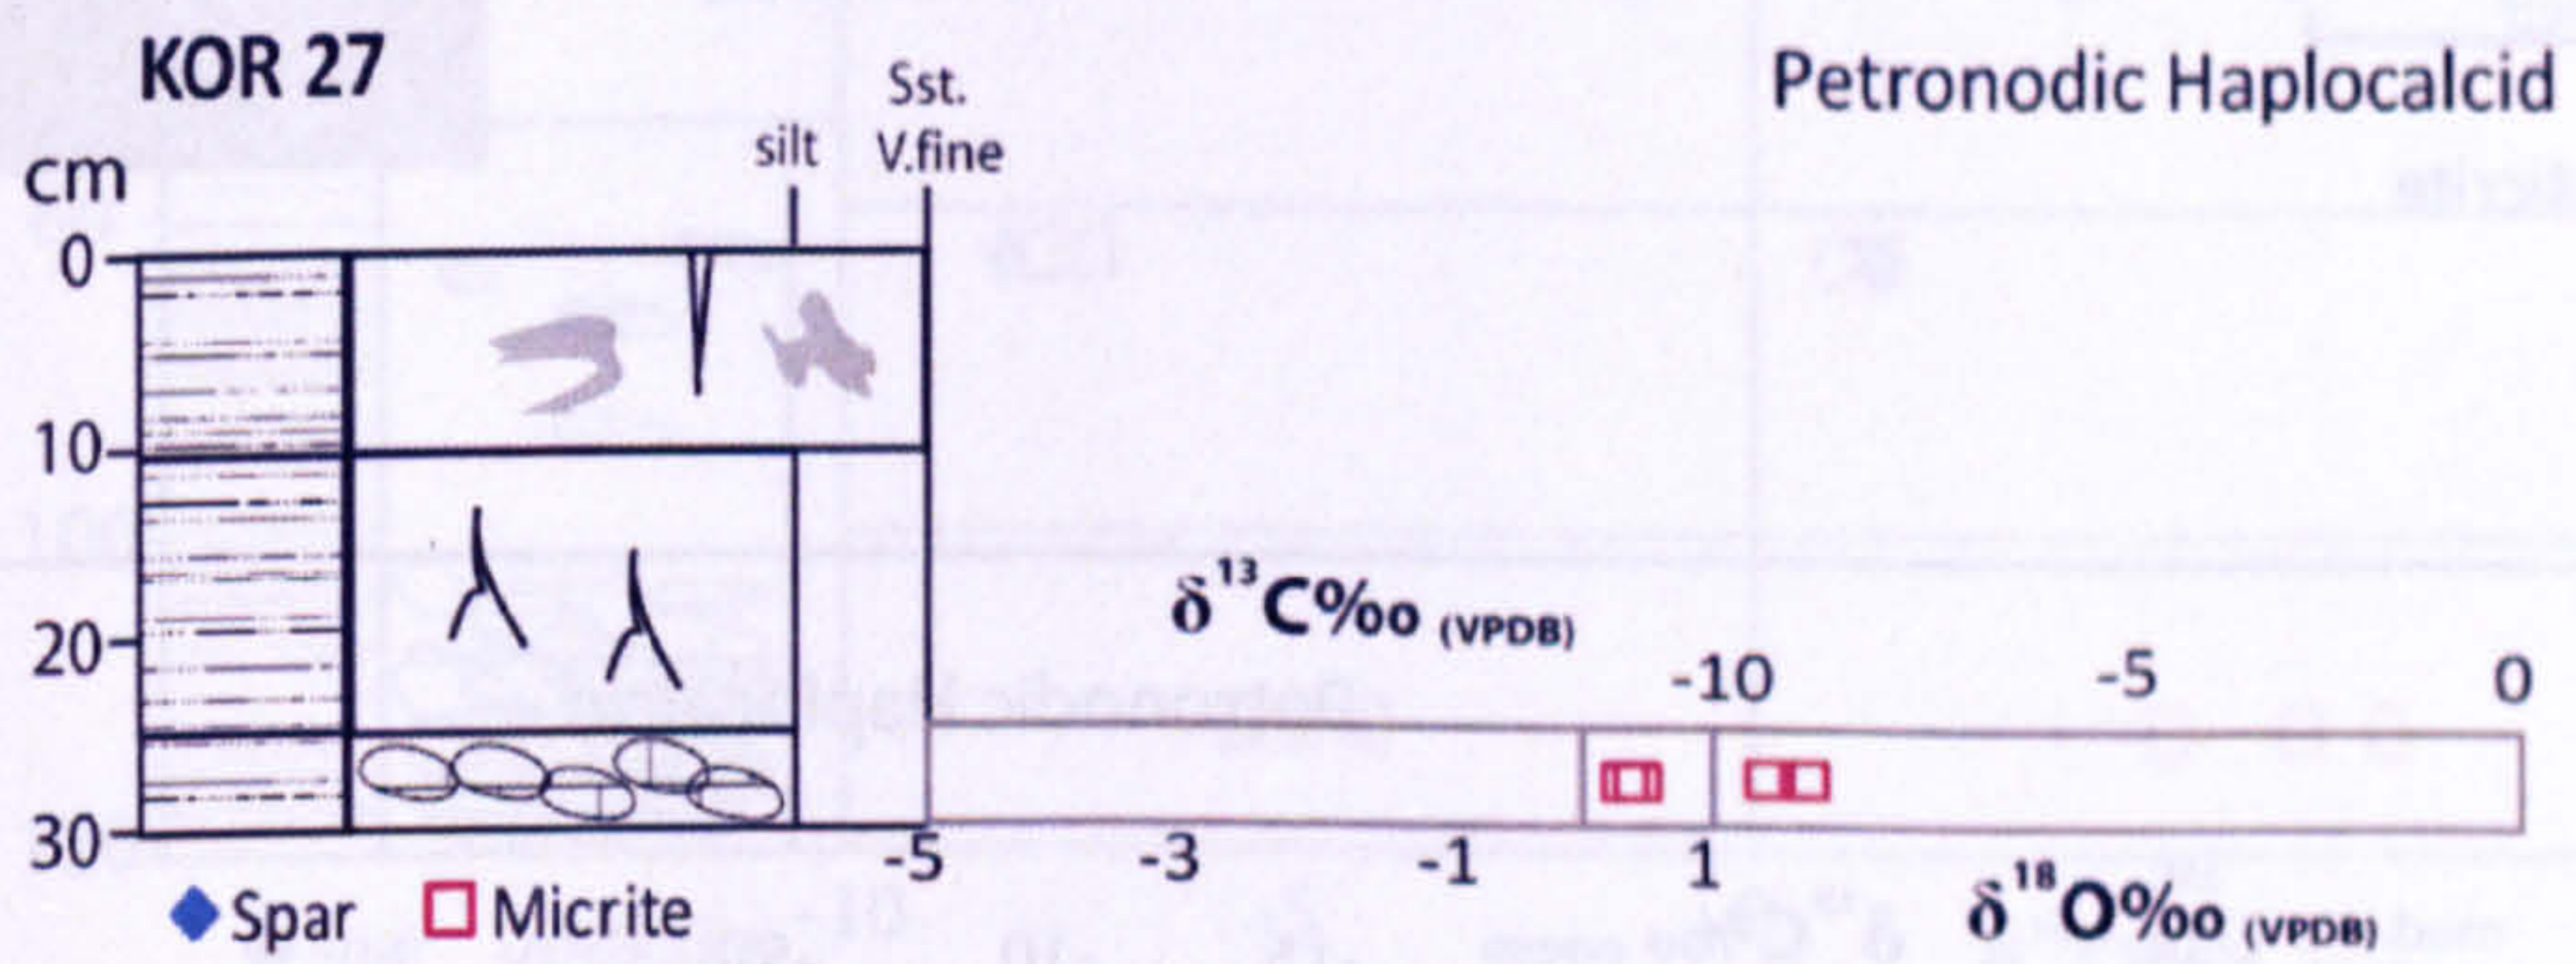 KOR 27
Petronodic Haplocalcid
Sst.
silt V.fine
cm
0
10
20
30
δ¹³C‰ (VPDB)
-10 -5 0
-5 -3 -1 1
δ¹⁸O‰ (VPDB)
Spar Micrite